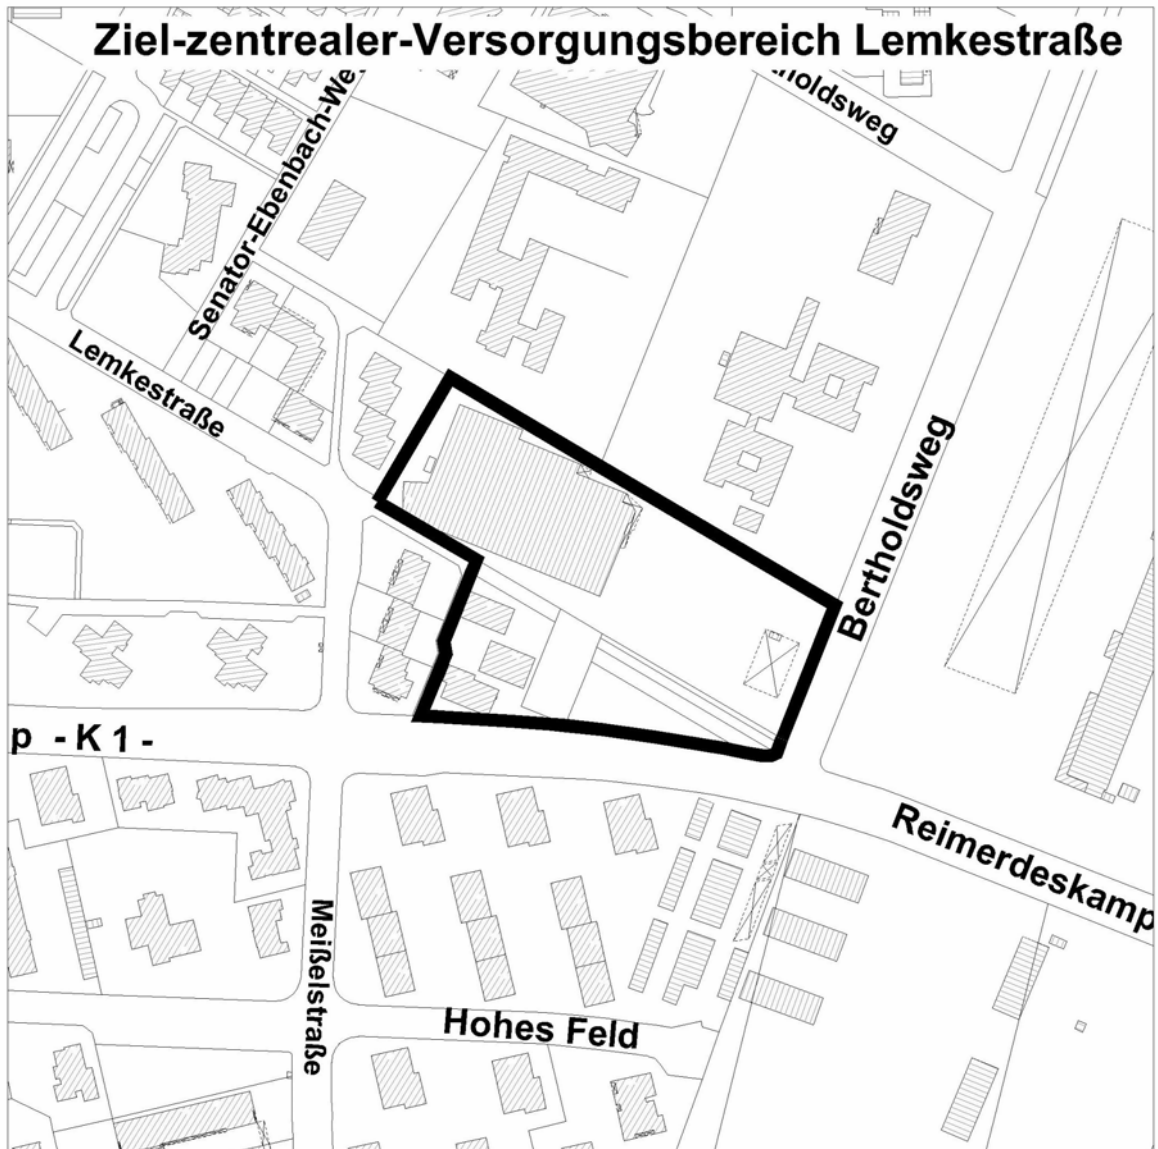 Ziel-zentrealer-Versorgungsbereich Lemkestraße
Senator-Ebenbach-We
holdsweg
Lemkestraße
Bertholdsweg
p - K 1 -
Reimerdeskamp
Meißelstraße
Hohes Feld